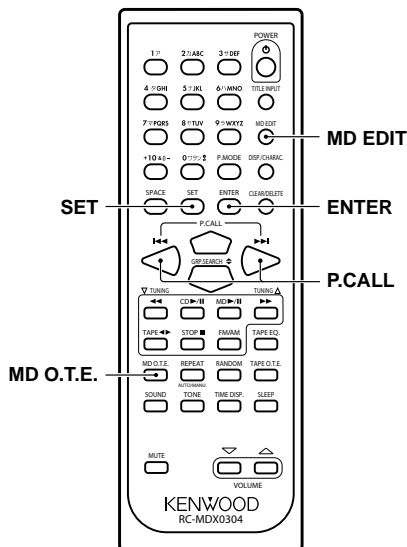 POWER
1ア 2カABC 3サDEF
4タGHI 5ナJKL 6ハMNO TITLE INPUT
7マPQRS 8ヤTUV 9ラWXYZ MD EDIT
MD EDIT
+10 0ワヲン P.MODE DISP./CHARAC.
SPACE SET ENTER CLEAR/DELETE
SET
ENTER
P.CALL
GRP.SEARCH
P.CALL
TUNING TUNING
CD MD
TAPE STOP FM/AM TAPE EQ.
MD O.T.E.
MD O.T.E. REPEAT RANDOM TAPE O.T.E.
AUTO/MANU.
SOUND TONE TIME DISP. SLEEP
MUTE
VOLUME
KENWOOD
RC-MDX0304